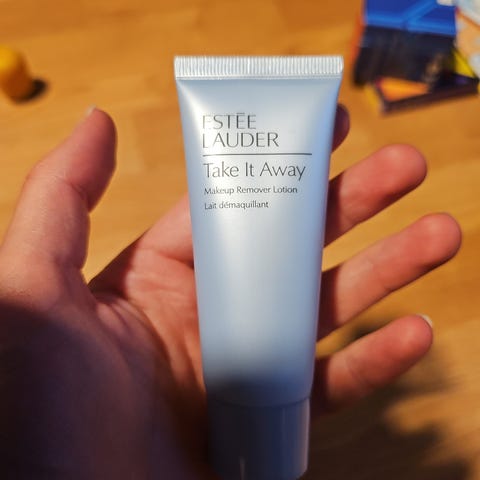 ESTĒE
LAUDER
Take It Away
Makeup Remover Lotion
Lait démaquillant